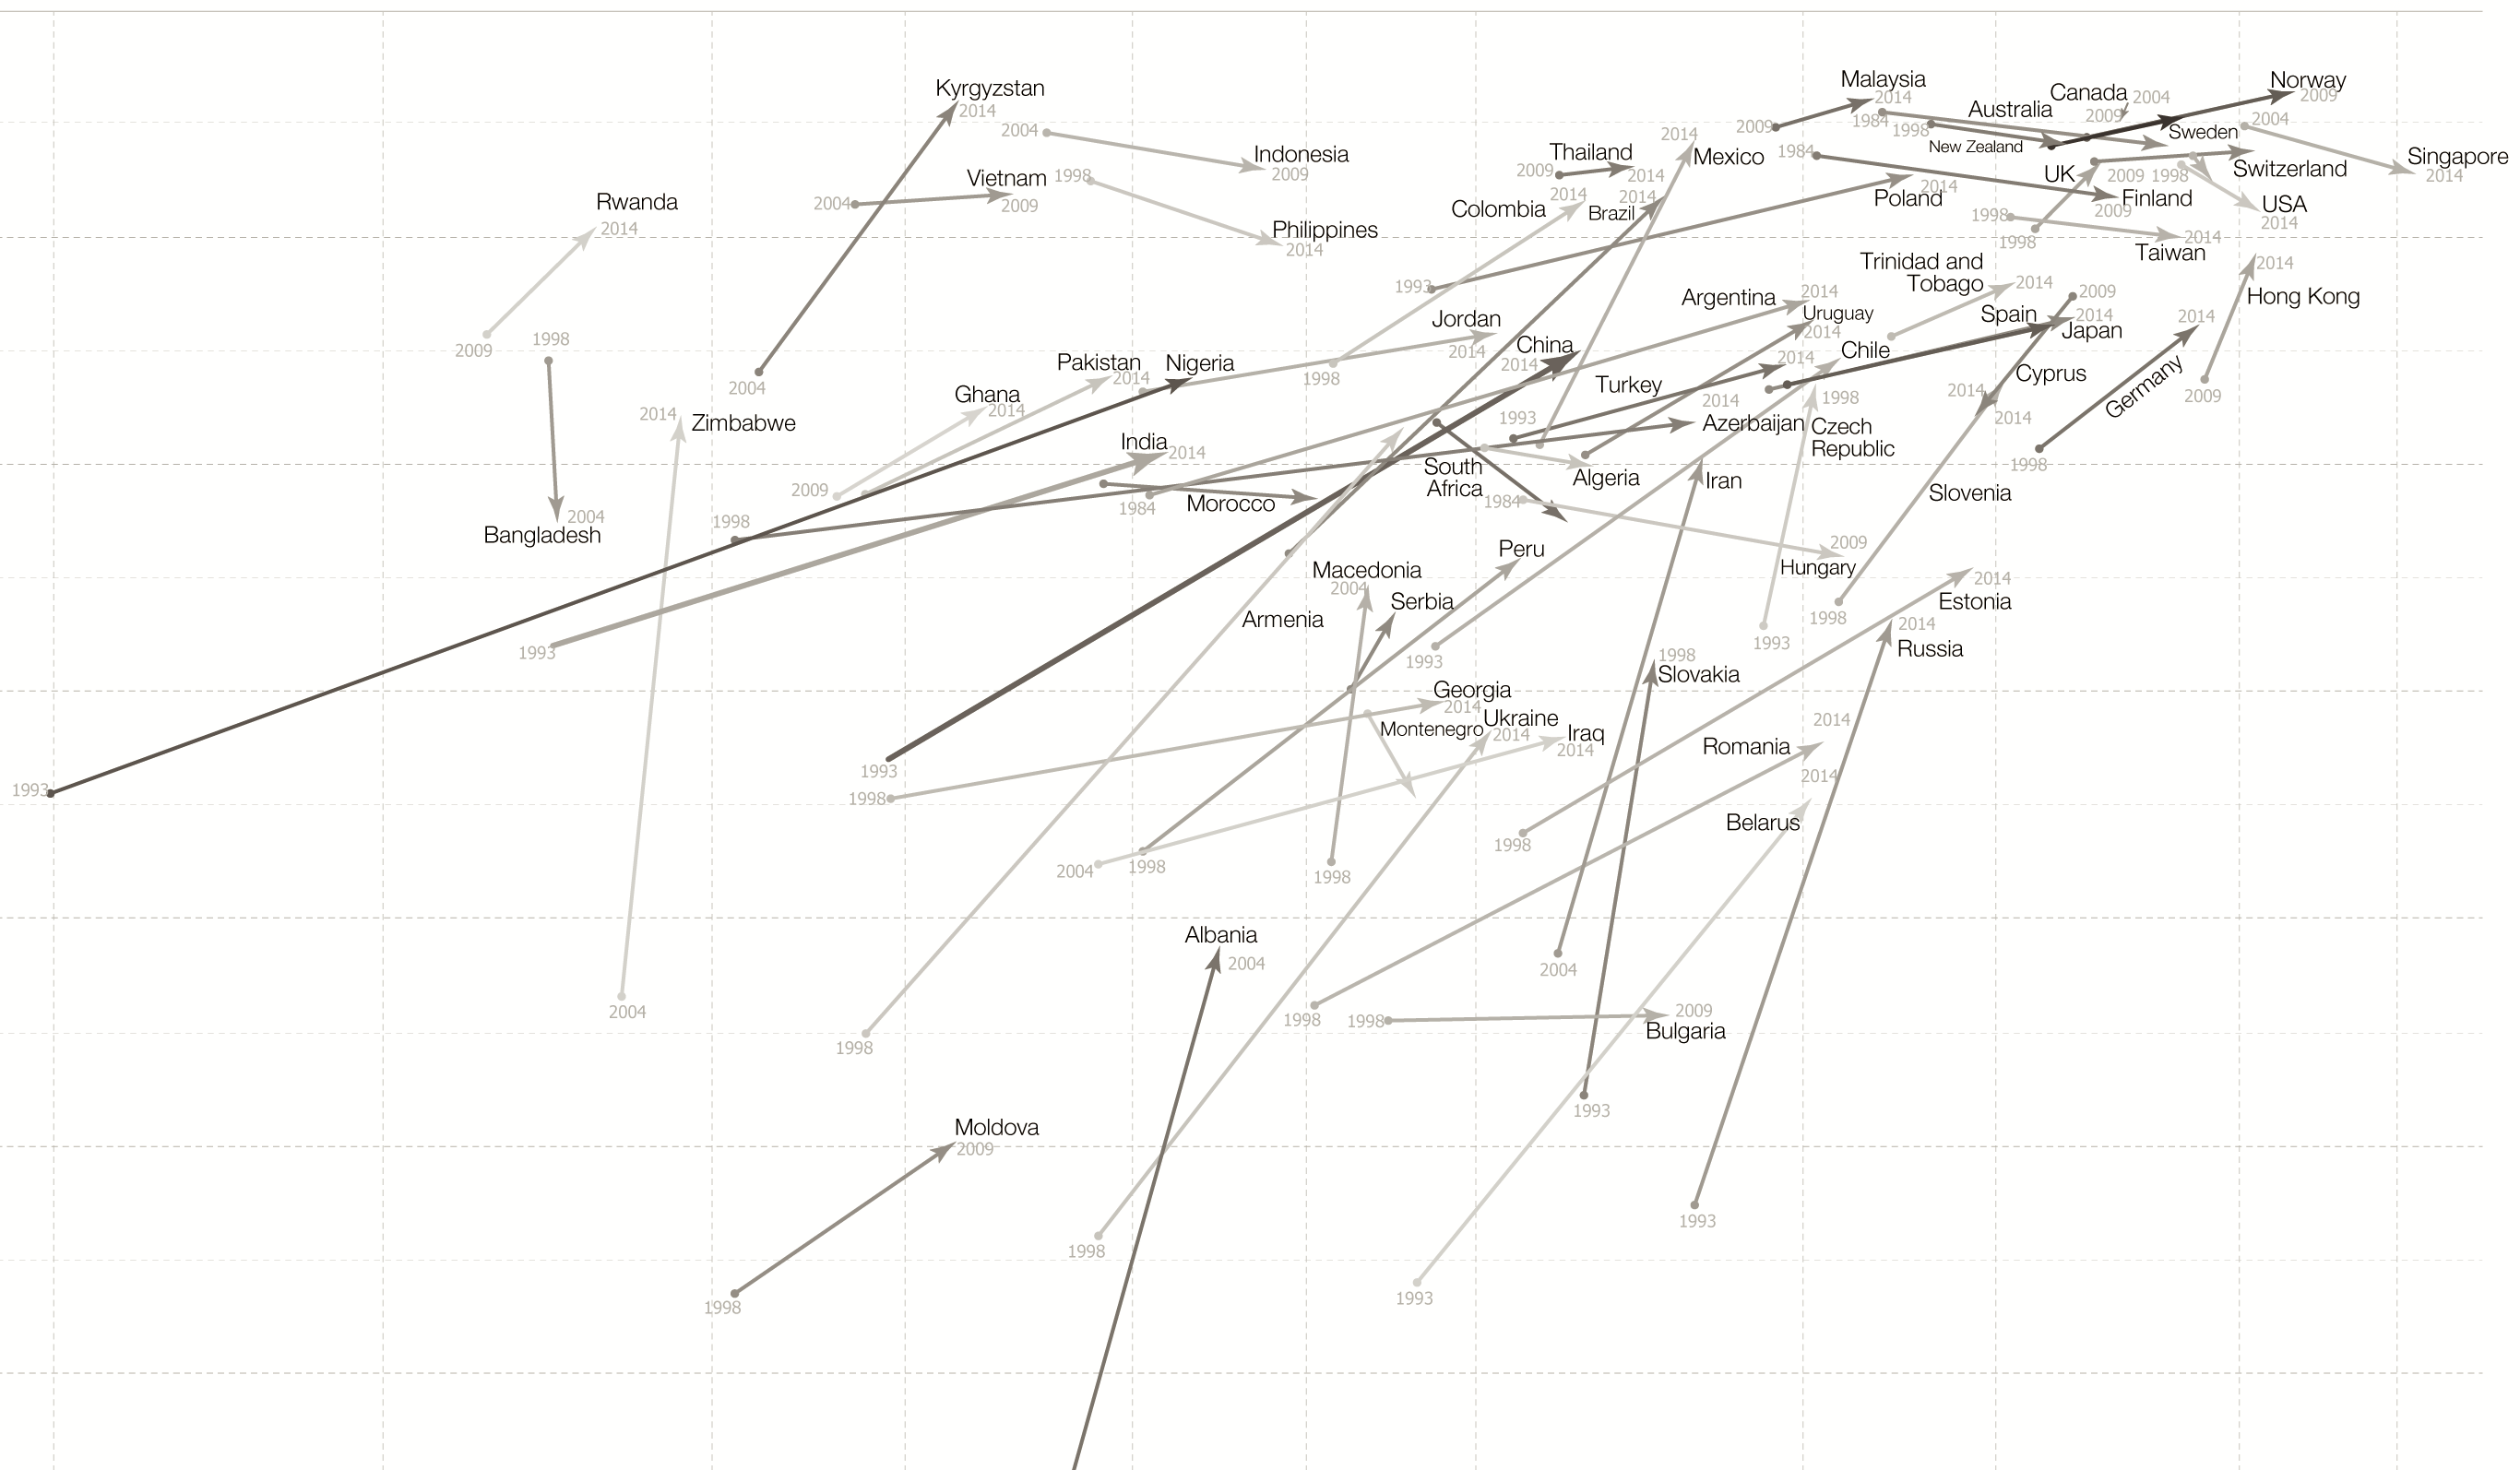 Kyrgyzstan
2014
2004
Indonesia
2009
Vietnam
2004
2009
1998
Philippines
2014
Rwanda
2014
2009
1998
2004
Bangladesh
2004
2014
Zimbabwe
2004
Malaysia
2014
2009
1984
1998
Australia
Canada
2004
2009
Norway
2009
2004
Sweden
New Zealand
Singapore
2014
Switzerland
UK
2009
1998
USA
2014
1984
Finland
2009
Thailand
2009
2014
2014
Mexico
Colombia
2014
Brazil
2014
Poland
2014
1993
1998
1998
Taiwan
2014
Trinidad and
Tobago
2014
Hong Kong
2014
2009
Argentina
2014
Uruguay
2014
Spain
2009
2014
Japan
2014
Germany
1998
Jordan
2014
1998
China
2014
Chile
2014
1998
Turkey
2014
Cyprus
2014
2014
Pakistan
2014
Nigeria
Ghana
2014
2009
India
2014
1993
1984
Morocco
1998
South
Africa
1993
Algeria
Azerbaijan
Czech
Republic
Iran
1984
2009
Hungary
Slovenia
1998
1993
Estonia
2014
Peru
Macedonia
2004
Serbia
Armenia
1993
1998
Slovakia
2014
Russia
Georgia
2014
Montenegro
Ukraine
2014
Iraq
2014
2014
Romania
2014
Belarus
1993
1993
1998
2004
1998
1998
1998
Albania
2004
2004
1998
1998
2009
Bulgaria
1998
1993
Moldova
2009
1998
1998
1993
1993
2004